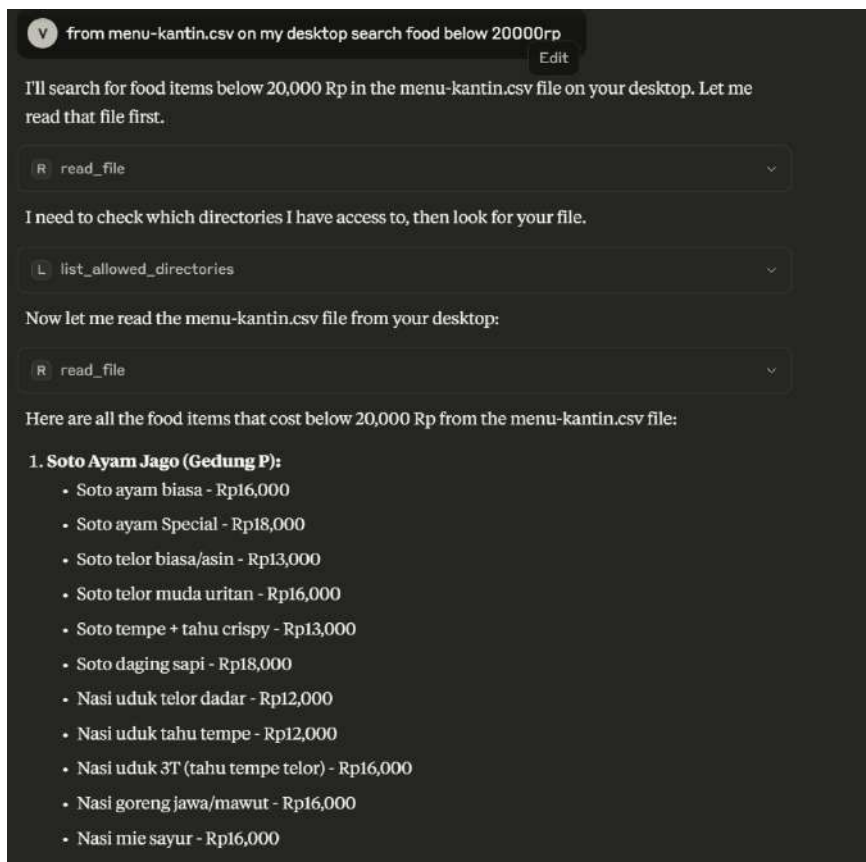 V from menu-kantin.csv on my desktop search food below 20000rp
Edit
I'll search for food items below 20,000 Rp in the menu-kantin.csv file on your desktop. Let me
read that file first.
R read_file
I need to check which directories I have access to, then look for your file.
L list_allowed_directories
Now let me read the menu-kantin.csv file from your desktop:
R read_file
Here are all the food items that cost below 20,000 Rp from the menu-kantin.csv file:
1. Soto Ayam Jago (Gedung P):
• Soto ayam biasa - Rp16,000
• Soto ayam Special - Rp18,000
• Soto telor biasa/asin - Rp13,000
• Soto telor muda uritan - Rp16,000
• Soto tempe + tahu crispy - Rp13,000
• Soto daging sapi - Rp18,000
• Nasi uduk telor dadar - Rp12,000
• Nasi uduk tahu tempe - Rp12,000
• Nasi uduk 3T (tahu tempe telor) - Rp16,000
• Nasi goreng jawa/mawut - Rp16,000
• Nasi mie sayur - Rp16,000